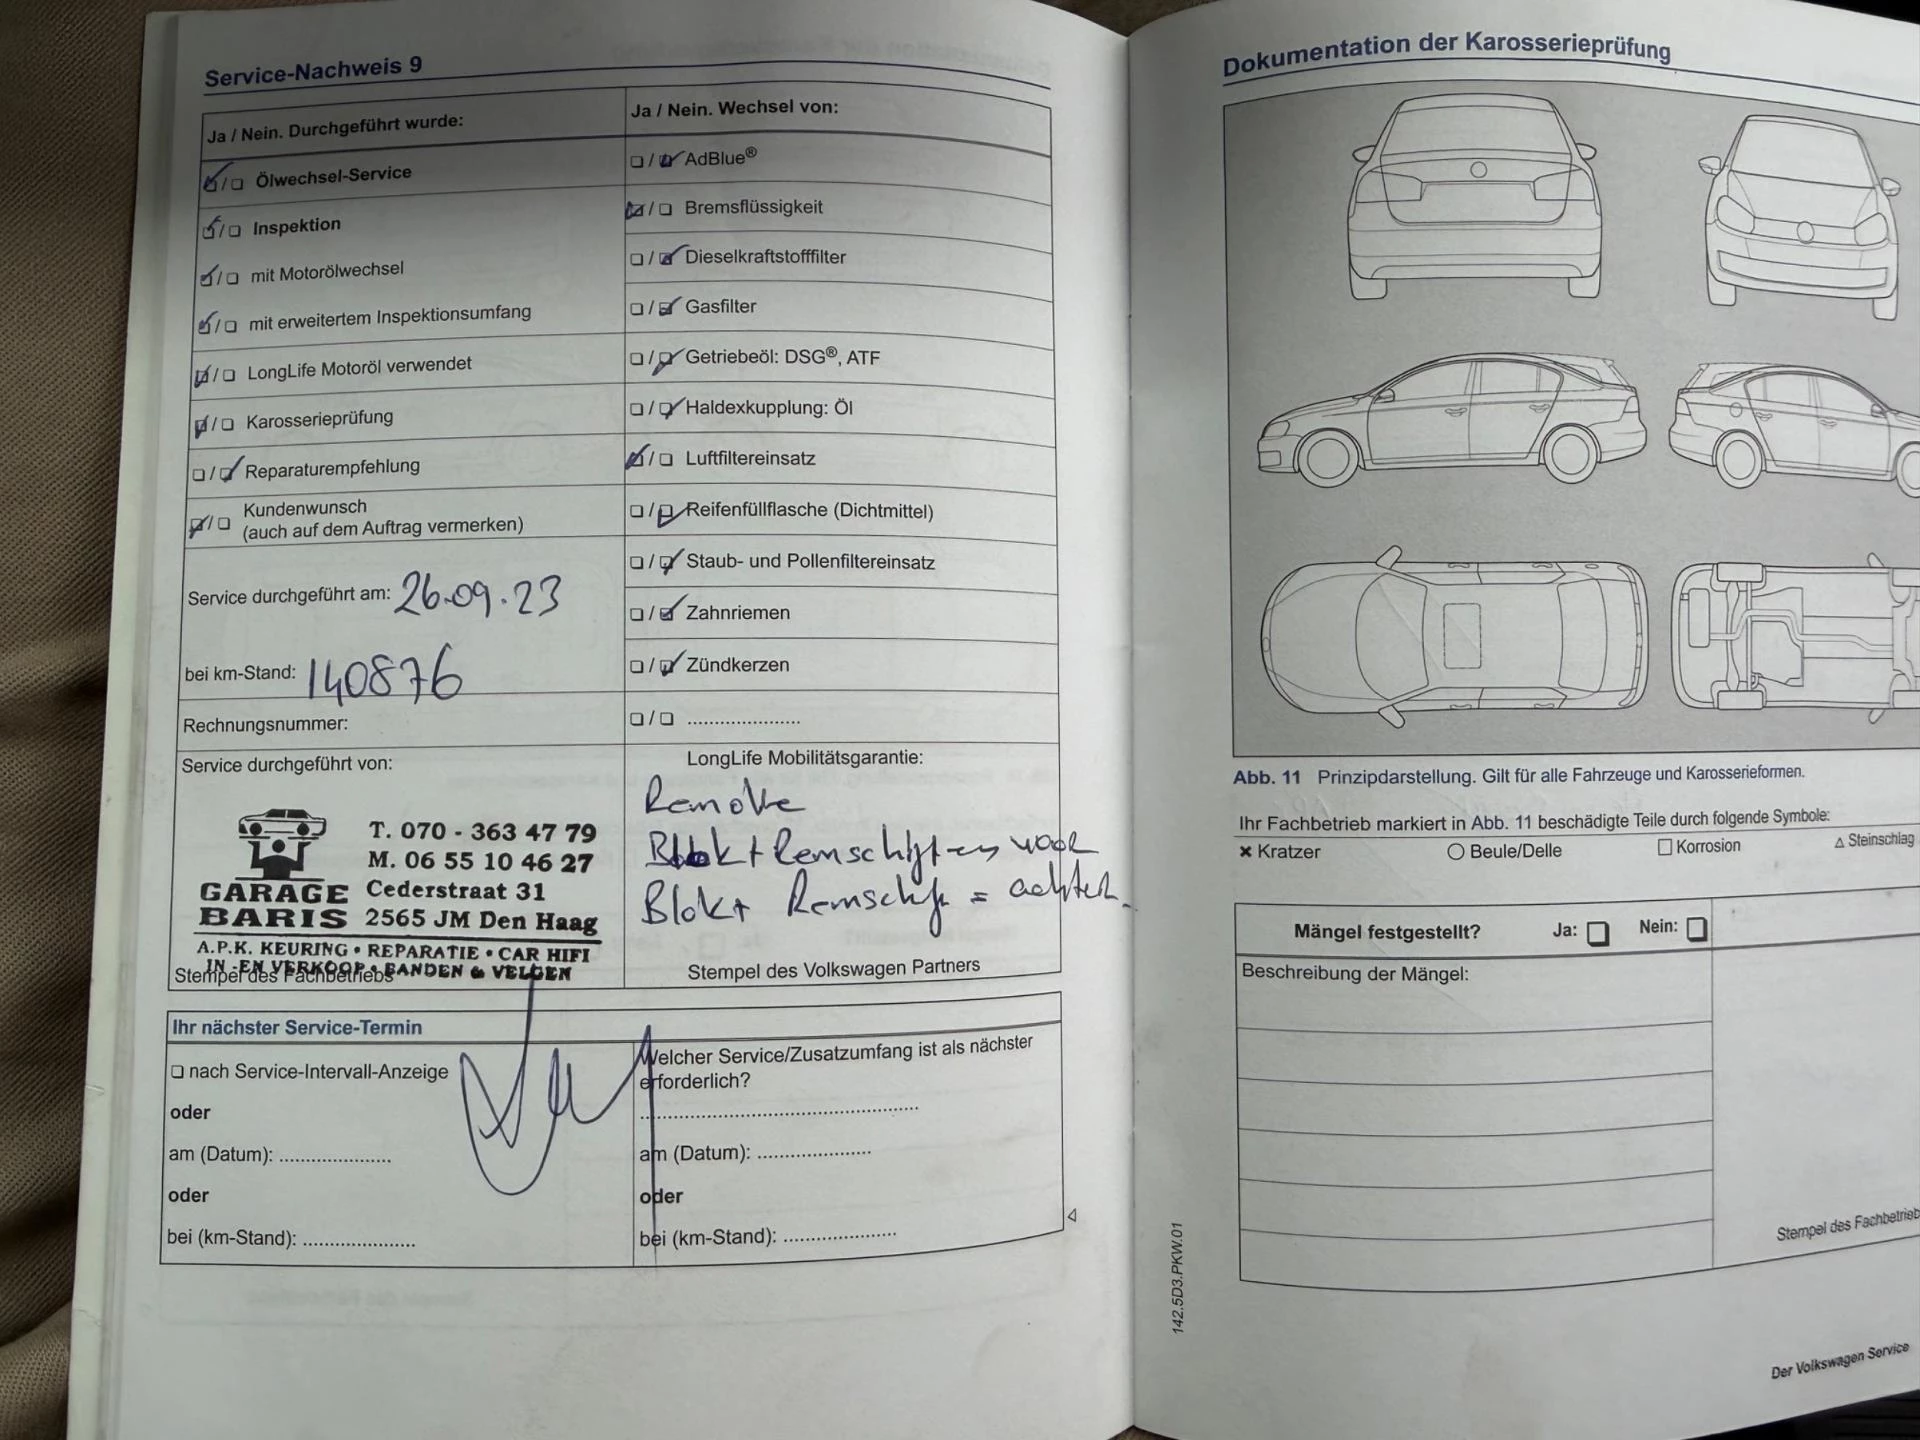 Service-Nachweis 9
Ja / Nein. Durchgeführt wurde:
Ölwechsel-Service
Inspektion
mit Motorölwechsel
mit erweitertem Inspektionsumfang
LongLife Motoröl verwendet
Karosserieprüfung
Reparaturempfehlung
Kundenwunsch
(auch auf dem Auftrag vermerken)
Service durchgeführt am: 26.09.23
bei km-Stand: 140876
Rechnungsnummer:
Service durchgeführt von:
T. 070 - 363 47 79
M. 06 55 10 46 27
GARAGE Cederstraat 31
BARIS 2565 JM Den Haag
A.P.K. KEURING • REPARATIE • CAR HIFI
IN -EN VERKOOP • BANDEN & VELGEN
Stempel des Fachbetriebs
Ja / Nein. Wechsel von:
AdBlue®
Bremsflüssigkeit
Dieselkraftstofffilter
Gasfilter
Getriebeöl: DSG®, ATF
Haldexkupplung: Öl
Luftfiltereinsatz
Reifenfüllflasche (Dichtmittel)
Staub- und Pollenfiltereinsatz
Zahnriemen
Zündkerzen
....................
LongLife Mobilitätsgarantie:
Blok + Remschijven voor
Blok + Remschijf = achter
Stempel des Volkswagen Partners
Ihr nächster Service-Termin
nach Service-Intervall-Anzeige
oder
am (Datum): ....................
oder
bei (km-Stand): ....................
Welcher Service/Zusatzumfang ist als nächster
erforderlich?
..................................................
am (Datum): ....................
oder
bei (km-Stand): ....................
Dokumentation der Karosserieprüfung
Abb. 11 Prinzipdarstellung. Gilt für alle Fahrzeuge und Karosserieformen.
Ihr Fachbetrieb markiert in Abb. 11 beschädigte Teile durch folgende Symbole:
Kratzer Beule/Delle Korrosion Steinschlag
Mängel festgestellt? Ja: Nein:
Beschreibung der Mängel:
Stempel des Fachbetrieb
142.5D3.PKW.01
Der Volkswagen Service